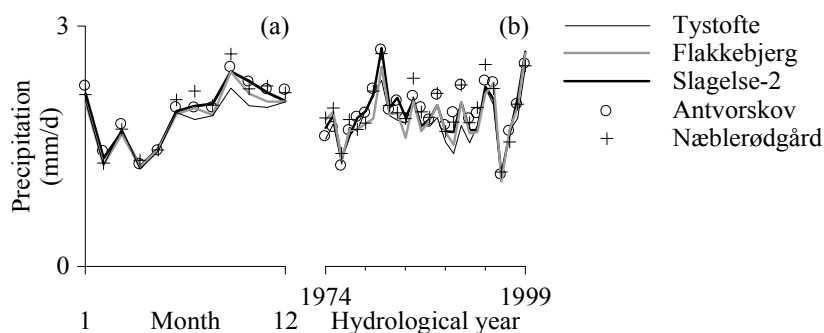 3
(a)
(b)
Precipitation
(mm/d)
0
1974
1999
1
Month
12
Hydrological year
Tystofte
Flakkebjerg
Slagelse-2
Antvorskov
Næblerødgård